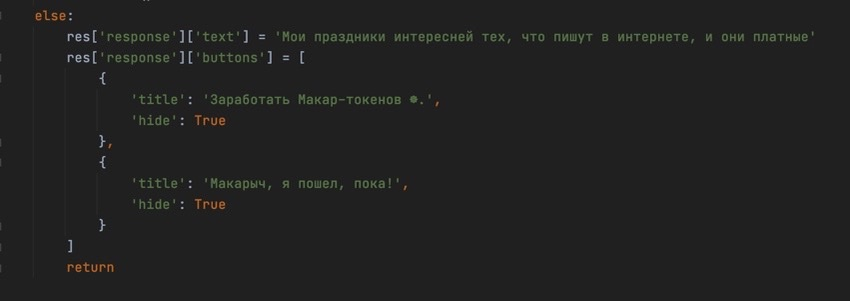 else:
res['response']['text'] = 'Мои праздники интересней тех, что пишут в интернете, и они платные'
res['response']['buttons'] = [
{
'title': 'Заработать Макар-токенов ☸.',
'hide': True
},
{
'title': 'Макарыч, я пошел, пока!',
'hide': True
}
]
return